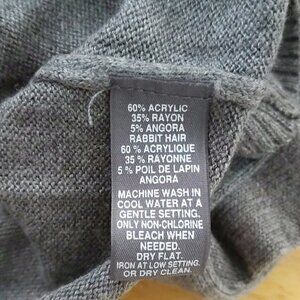 60% ACRYLIC
35% RAYON
5% ANGORA
RABBIT HAIR
60 % ACRYLIQUE
35 % RAYONNE
5 % POIL DE LAPIN
ANGORA
MACHINE WASH IN
COOL WATER AT A
GENTLE SETTING.
ONLY NON-CHLORINE
BLEACH WHEN
NEEDED.
DRY FLAT.
IRON AT LOW SETTING.
OR DRY CLEAN.